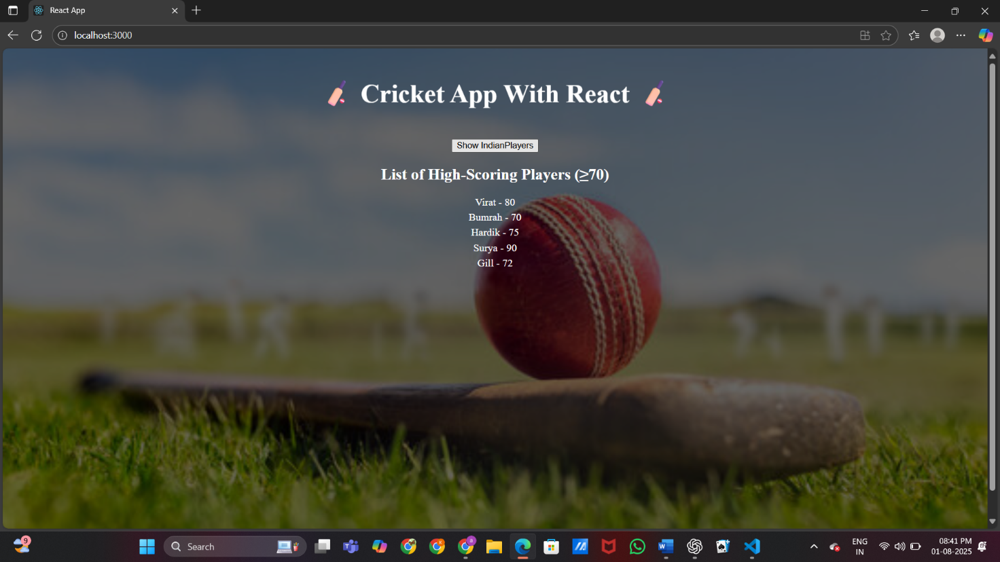 React App
localhost:3000
Cricket App With React
Show IndianPlayers
List of High-Scoring Players (≥70)
Virat - 80
Bumrah - 70
Hardik - 75
Surya - 90
Gill - 72
9
Search
ENG
IN
08:41 PM
01-08-2025